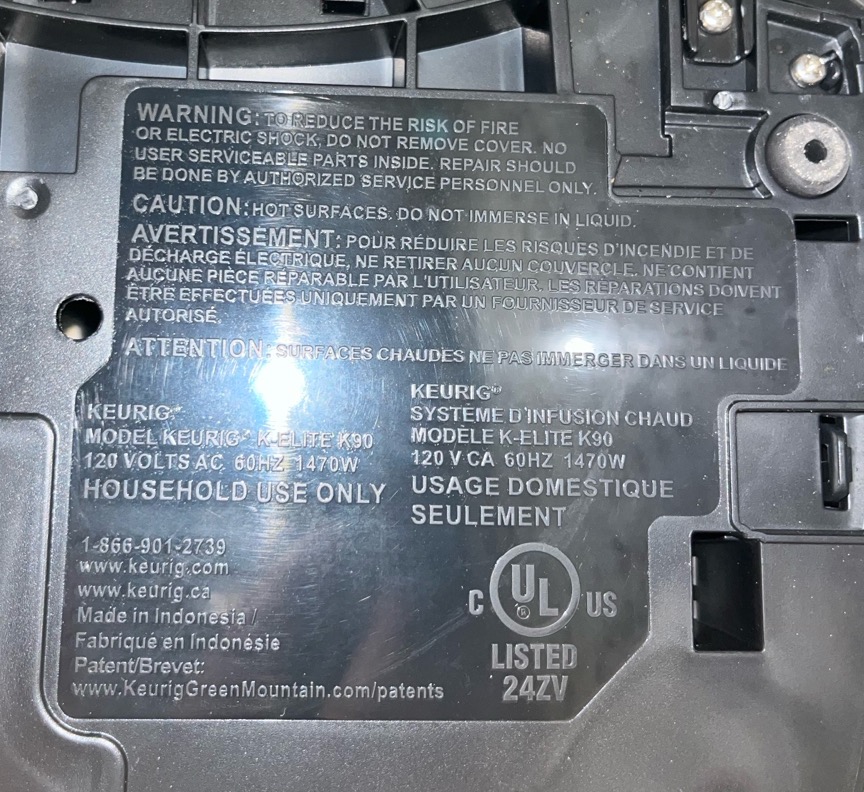 WARNING: TO REDUCE THE RISK OF FIRE
OR ELECTRIC SHOCK, DO NOT REMOVE COVER. NO
USER SERVICEABLE PARTS INSIDE. REPAIR SHOULD
BE DONE BY AUTHORIZED SERVICE PERSONNEL ONLY.
CAUTION: HOT SURFACES. DO NOT IMMERSE IN LIQUID.
AVERTISSEMENT: POUR RÉDUIRE LES RISQUES D'INCENDIE ET DE
DÉCHARGE ÉLECTRIQUE, NE RETIRER AUCUN COUVERCLE. NE CONTIENT
AUCUNE PIÈCE RÉPARABLE PAR L'UTILISATEUR. LES RÉPARATIONS DOIVENT
ÊTRE EFFECTUÉES UNIQUEMENT PAR UN FOURNISSEUR DE SERVICE
AUTORISÉ.
ATTENTION: SURFACES CHAUDES NE PAS IMMERGER DANS UN LIQUIDE
KEURIG®
MODEL KEURIG® K-ELITE K90
120 VOLTS AC 60HZ 1470W
HOUSEHOLD USE ONLY
KEURIG®
SYSTÈME D'INFUSION CHAUD
MODÈLE K-ELITE K90
120 V CA 60HZ 1470W
USAGE DOMESTIQUE
SEULEMENT
1-866-901-2739
www.keurig.com
www.keurig.ca
Made in Indonesia /
Fabriqué en Indonésie
Patent/Brevet:
www.KeurigGreenMountain.com/patents
C UL® US
LISTED
24ZV